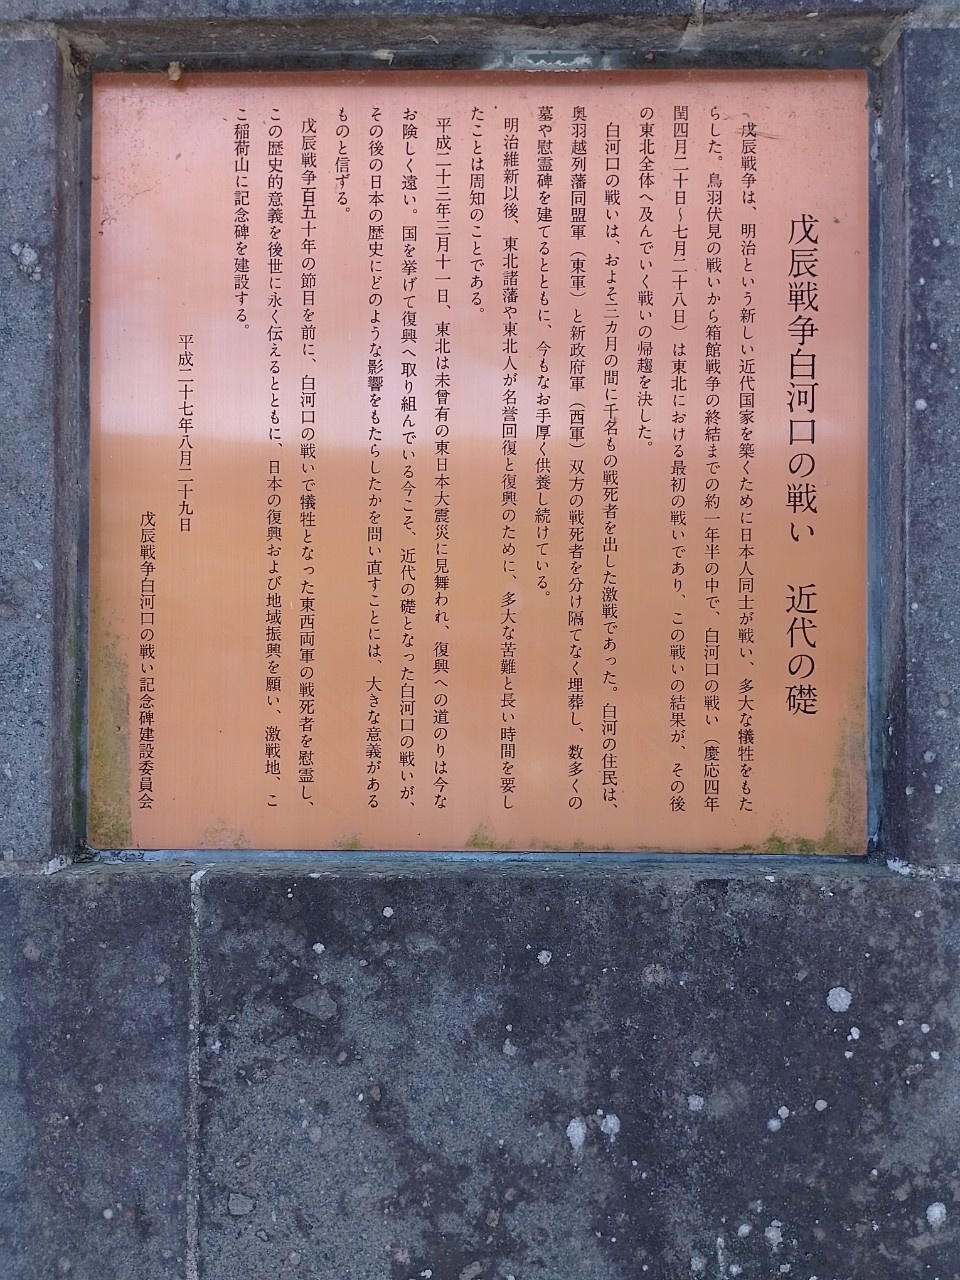 戊辰戦争白河口の戦い　近代の礎
　戊辰戦争は、明治という新しい近代国家を築くために日本人同士が戦い、多大な犠牲をもた
らした。鳥羽伏見の戦いから箱館戦争の終結までの約一年半の中で、白河口の戦い（慶応四年
閏四月二十日～七月二十八日）は東北における最初の戦いであり、この戦いの結果が、その後
の東北全体へ及んでいく戦いの帰趨を決した。
　白河口の戦いは、およそ三カ月の間に千名もの戦死者を出した激戦であった。白河の住民は、
奥羽越列藩同盟軍（東軍）と新政府軍（西軍）双方の戦死者を分け隔てなく埋葬し、数多くの
墓や慰霊碑を建てるとともに、今もなお手厚く供養し続けている。
　明治維新以後、東北諸藩や東北人が名誉回復と復興のために、多大な苦難と長い時間を要し
たことは周知のことである。
　平成二十三年三月十一日、東北は未曾有の東日本大震災に見舞われ、復興への道のりは今な
お険しく遠い。国を挙げて復興へ取り組んでいる今こそ、近代の礎となった白河口の戦いが、
その後の日本の歴史にどのような影響をもたらしたかを問い直すことには、大きな意義がある
ものと信ずる。
　戊辰戦争百五十年の節目を前に、白河口の戦いで犠牲となった東西両軍の戦死者を慰霊し、
この歴史的意義を後世に永く伝えるとともに、日本の復興および地域振興を願い、激戦地、こ
こ稲荷山に記念碑を建設する。
平成二十七年八月二十九日
戊辰戦争白河口の戦い記念碑建設委員会